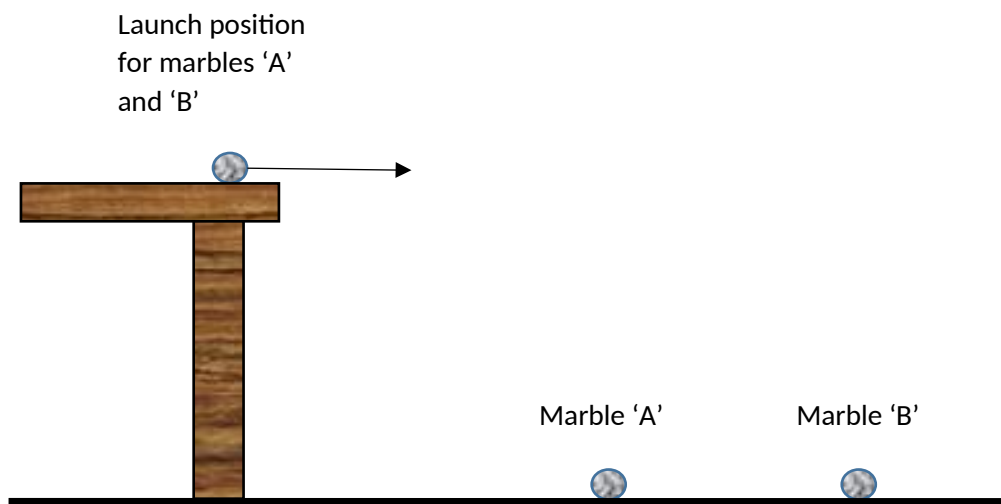 Launch position
for marbles ‘A’
and ‘B’
Marble ‘A’
Marble ‘B’